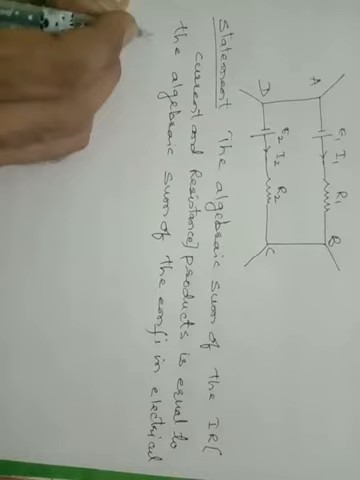 A E₁ I₁ R₁ B
D E₂ I₂ R₂ C
Statement The algebraic sum of the IR(
current and Resistance) products is equal to
the algebraic sum of the emfs in electrical